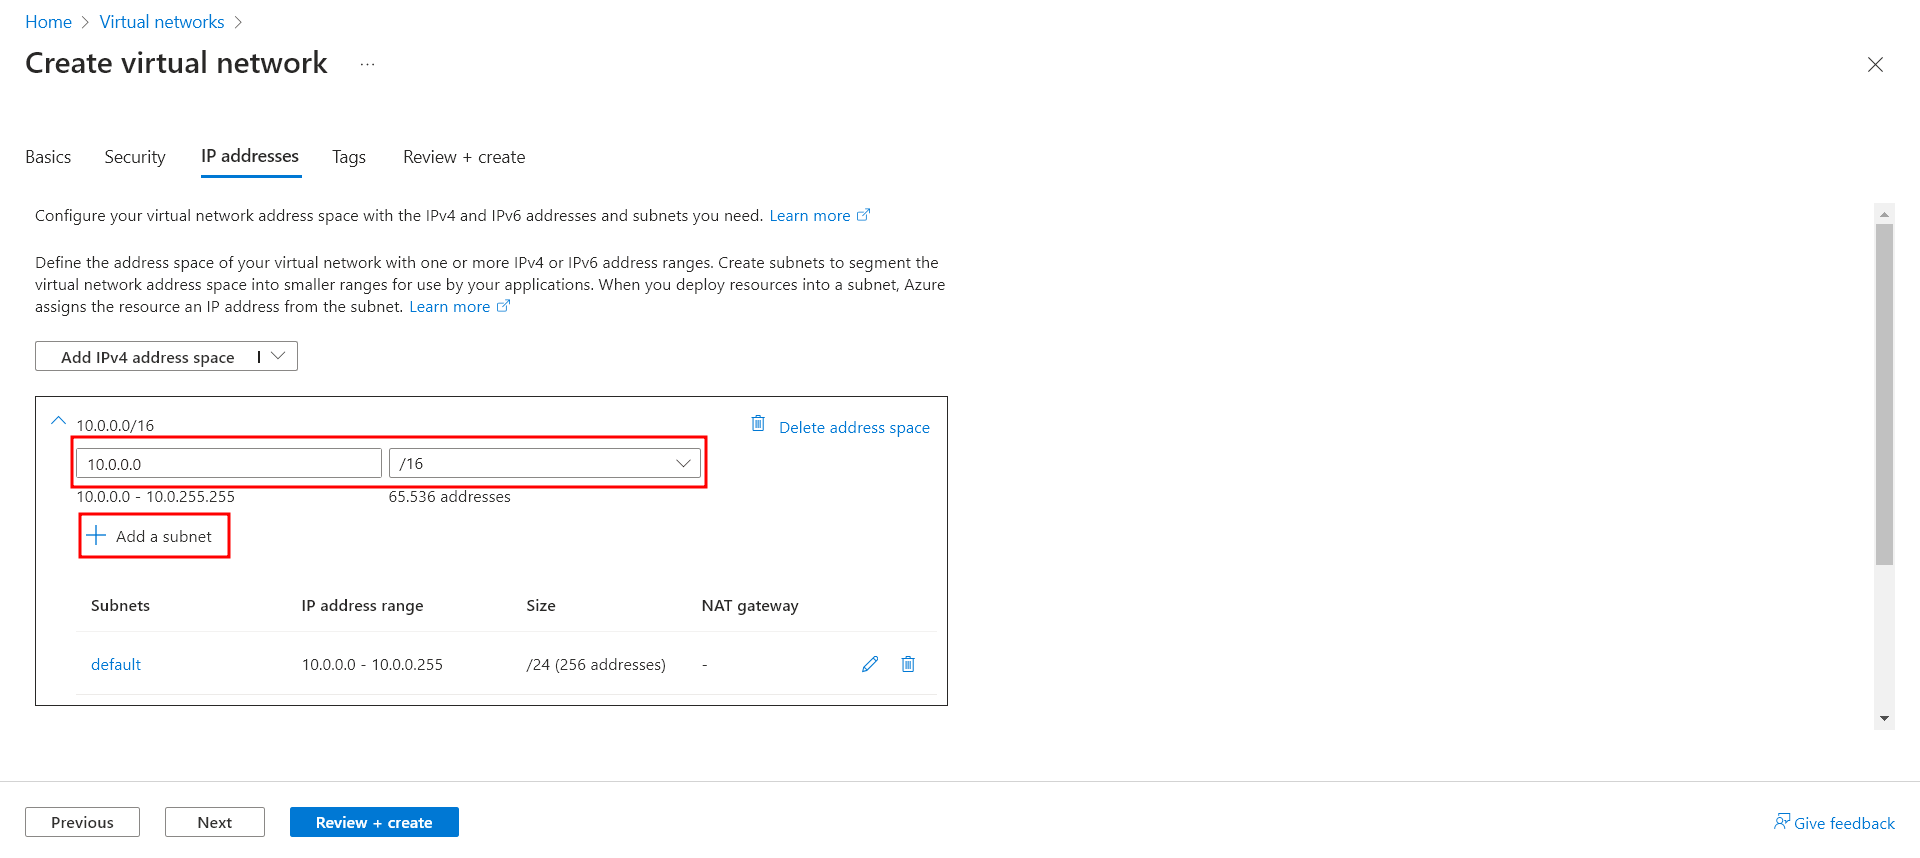 Home > Virtual networks >
Create virtual network ...
Basics Security IP addresses Tags Review + create
Configure your virtual network address space with the IPv4 and IPv6 addresses and subnets you need. Learn more
Define the address space of your virtual network with one or more IPv4 or IPv6 address ranges. Create subnets to segment the
virtual network address space into smaller ranges for use by your applications. When you deploy resources into a subnet, Azure
assigns the resource an IP address from the subnet. Learn more
Add IPv4 address space |
10.0.0.0/16 Delete address space
10.0.0.0 /16
10.0.0.0 - 10.0.255.255 65.536 addresses
+ Add a subnet
Subnets IP address range Size NAT gateway
default 10.0.0.0 - 10.0.0.255 /24 (256 addresses) -
Previous Next Review + create Give feedback